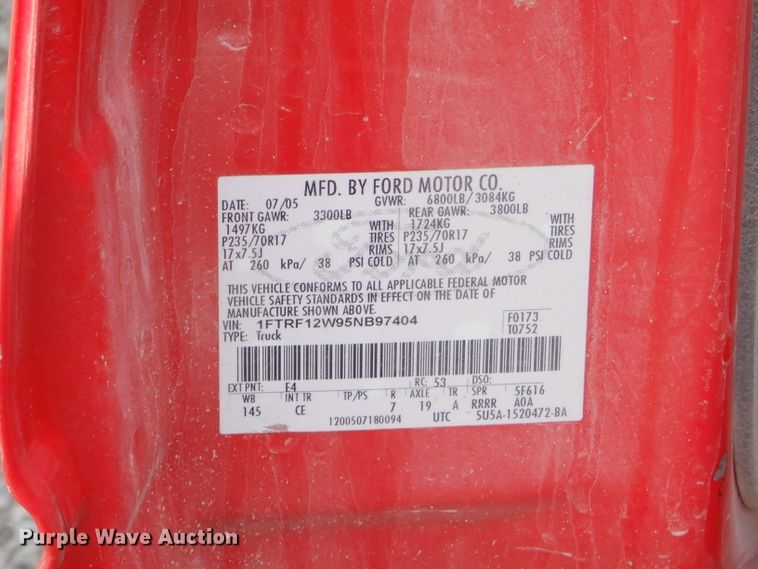 MFD. BY FORD MOTOR CO.
DATE: 07/05 GVWR: 6800LB/3084KG
FRONT GAWR: 3300LB REAR GAWR: 3800LB
1497KG WITH 1724KG WITH
P235/70R17 TIRES P235/70R17 TIRES
17x7.5J RIMS 17x7.5J RIMS
AT 260 kPa/ 38 PSI COLD AT 260 kPa/ 38 PSI COLD
Ford
THIS VEHICLE CONFORMS TO ALL APPLICABLE FEDERAL MOTOR
VEHICLE SAFETY STANDARDS IN EFFECT ON THE DATE OF
MANUFACTURE SHOWN ABOVE.
VIN: 1FTRF12W95NB97404 F0173
TYPE: Truck T0752
EXT PNT: E4 RC: 53 DSO:
WB INT TR TP/PS R AXLE TR SPR 5F616
145 CE 7 19 A RRRR A0A
1200507180094 UTC 5U5A-1520472-BA
Purple Wave Auction